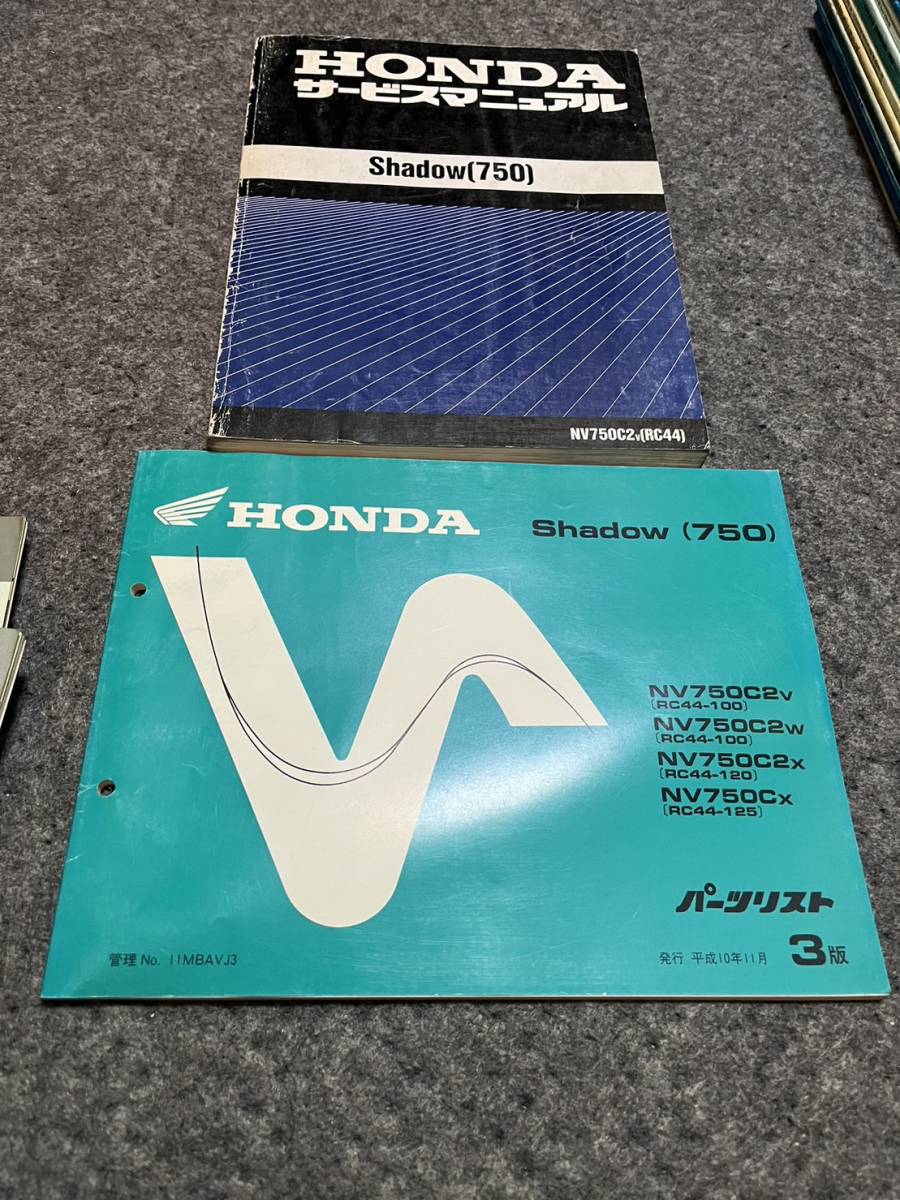 HONDA
サービスマニュアル
Shadow(750)
NV750C2V(RC44)
HONDA
Shadow (750)
NV750C2V
(RC44-100)
NV750C2W
(RC44-100)
NV750C2X
(RC44-120)
NV750CX
(RC44-125)
パーツリスト
管理 No. 11MBAVJ3
発行 平成10年11月 3版